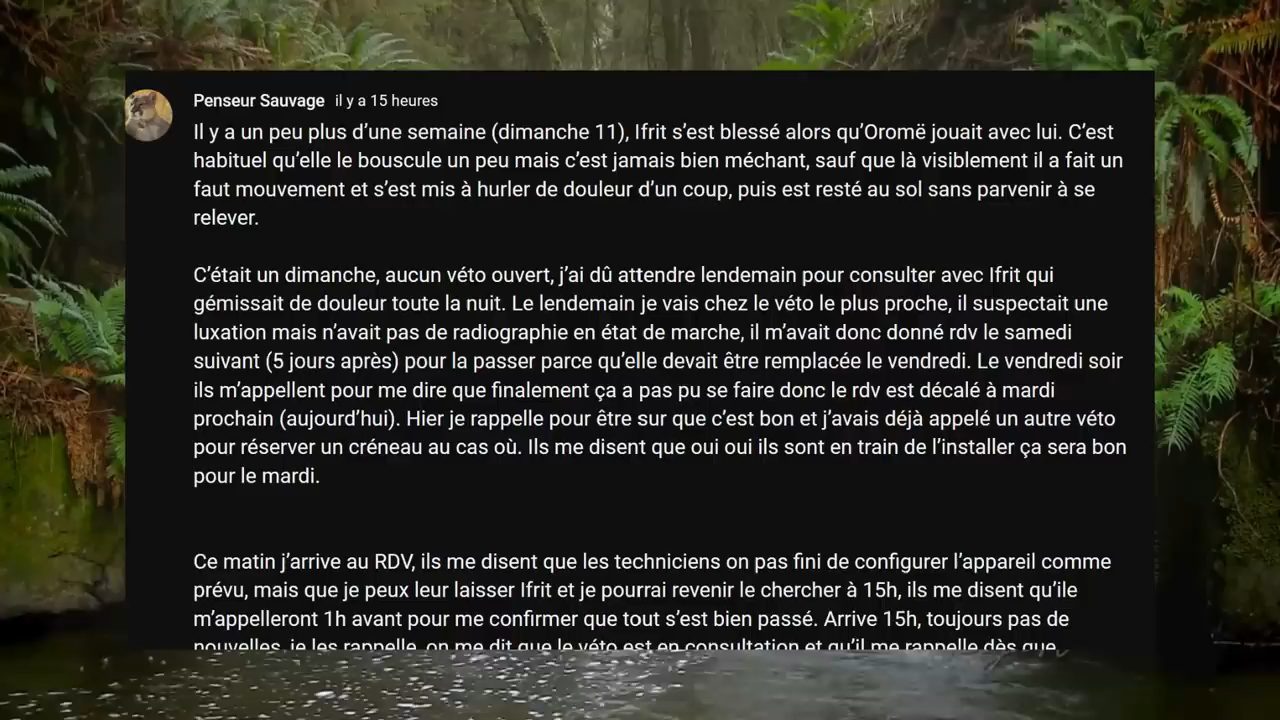 Penseur Sauvage il y a 15 heures
Il y a un peu plus d’une semaine (dimanche 11), Ifrit s’est blessé alors qu’Oromë jouait avec lui. C’est
habituel qu’elle le bouscule un peu mais c’est jamais bien méchant, sauf que là visiblement il a fait un
faut mouvement et s’est mis à hurler de douleur d’un coup, puis est resté au sol sans parvenir à se
relever.
C’était un dimanche, aucun véto ouvert, j’ai dû attendre lendemain pour consulter avec Ifrit qui
gémissait de douleur toute la nuit. Le lendemain je vais chez le véto le plus proche, il suspectait une
luxation mais n’avait pas de radiographie en état de marche, il m’avait donc donné rdv le samedi
suivant (5 jours après) pour la passer parce qu’elle devait être remplacée le vendredi. Le vendredi soir
ils m’appellent pour me dire que finalement ça a pas pu se faire donc le rdv est décalé à mardi
prochain (aujourd’hui). Hier je rappelle pour être sur que c’est bon et j’avais déjà appelé un autre véto
pour réserver un créneau au cas où. Ils me disent que oui oui ils sont en train de l’installer ça sera bon
pour le mardi.
Ce matin j’arrive au RDV, ils me disent que les techniciens on pas fini de configurer l’appareil comme
prévu, mais que je peux leur laisser Ifrit et je pourrai revenir le chercher à 15h, ils me disent qu’ile
m’appelleront 1h avant pour me confirmer que tout s’est bien passé. Arrive 15h, toujours pas de
nouvelles, je les rappelle, on me dit que le véto est en consultation et qu’il me rappelle dès que